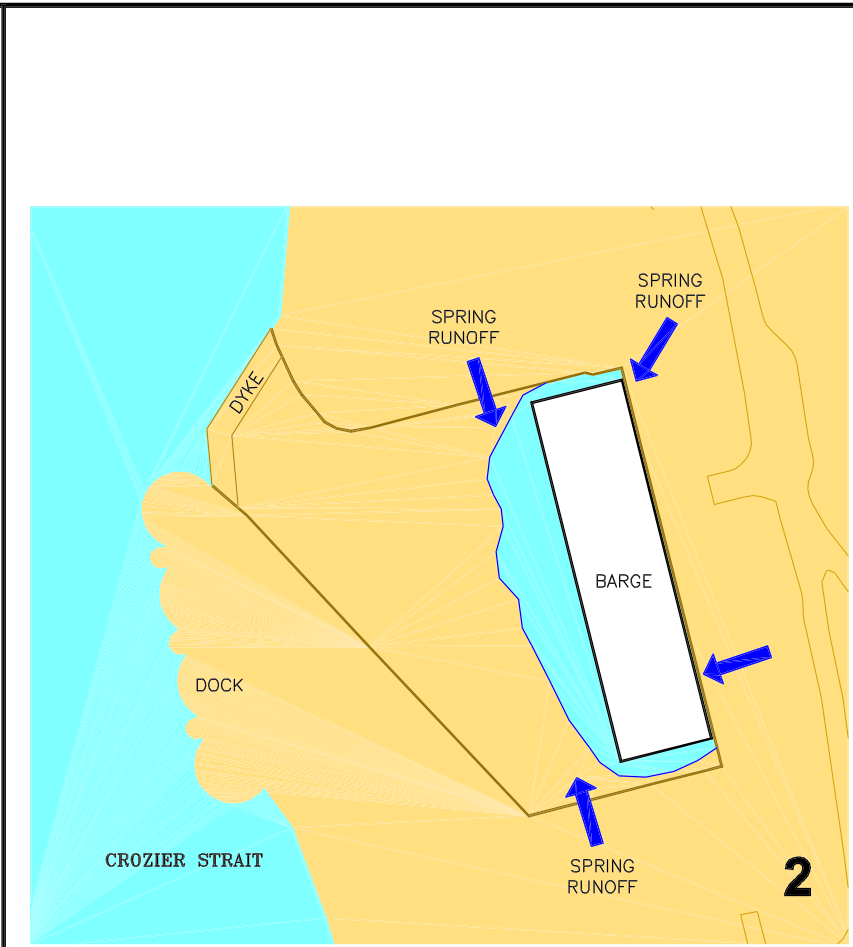 SPRING
RUNOFF
SPRING
RUNOFF
DYKE
BARGE
DOCK
CROZIER STRAIT
SPRING
RUNOFF
2